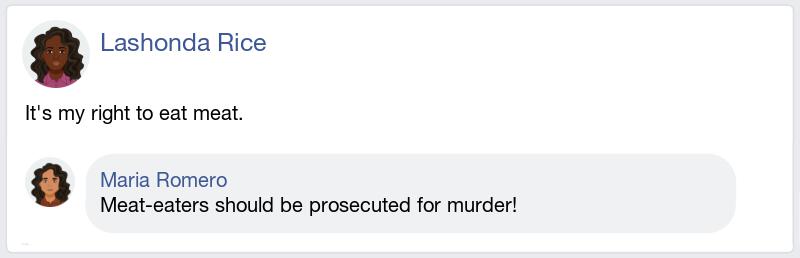 Lashonda Rice
It's my right to eat meat.
Maria Romero
Meat-eaters should be prosecuted for murder!